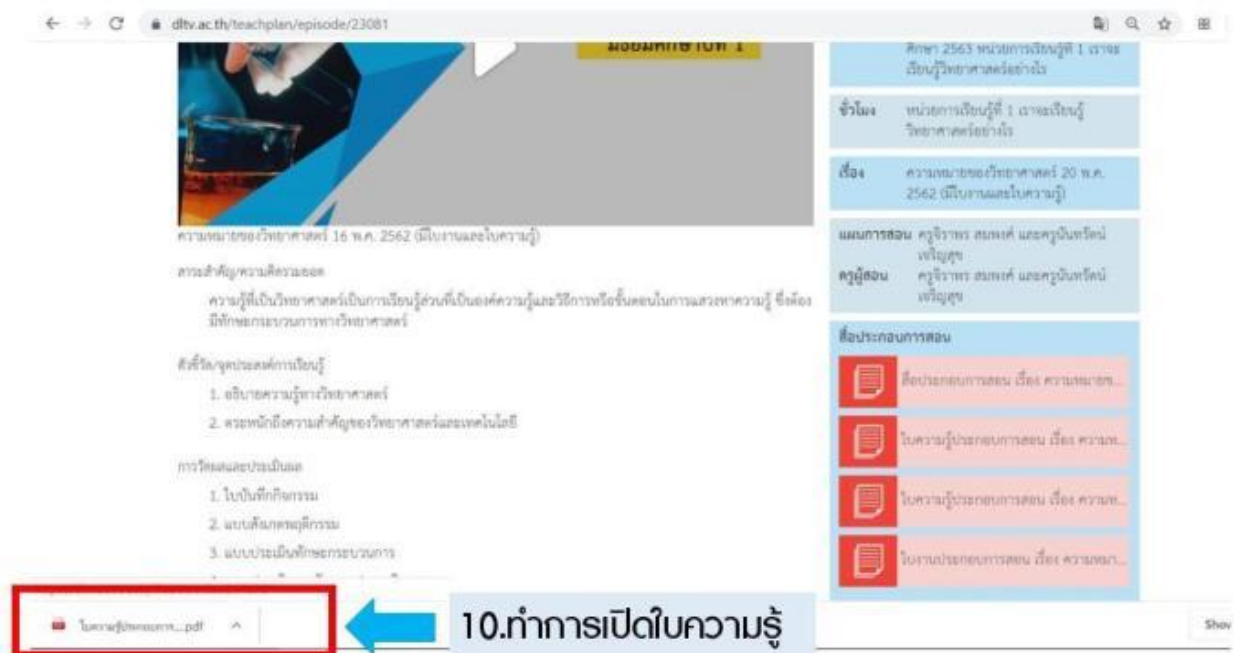 dltv.ac.th/teachplan/episode/23081
มัธยมศึกษาปีที่ 1
ความหมายของวิทยาศาสตร์ 16 พ.ค. 2562 (มีใบงานและใบความรู้)
สาระสำคัญ/ความคิดรวบยอด
ความรู้ที่เป็นวิทยาศาสตร์เป็นการเรียนรู้ส่วนที่เป็นองค์ความรู้และวิธีการหรือขั้นตอนในการแสวงหาความรู้ ซึ่งต้อง
มีทักษะกระบวนการทางวิทยาศาสตร์
ตัวชี้วัด/จุดประสงค์การเรียนรู้
1. อธิบายความรู้ทางวิทยาศาสตร์
2. ตระหนักถึงความสำคัญของวิทยาศาสตร์และเทคโนโลยี
การวัดผลและประเมินผล
1. ใบบันทึกกิจกรรม
2. แบบสังเกตพฤติกรรม
3. แบบประเมินทักษะกระบวนการ
ศึกษา 2563 หน่วยการเรียนรู้ที่ 1 เราจะ
เรียนรู้วิทยาศาสตร์อย่างไร
ชั่วโมง หน่วยการเรียนรู้ที่ 1 เราจะเรียนรู้
วิทยาศาสตร์อย่างไร
เรื่อง ความหมายของวิทยาศาสตร์ 20 พ.ค.
2562 (มีใบงานและใบความรู้)
แผนการสอน ครูจิราพร สมพงศ์ และครูนันทรัตน์
เจริญสุข
ครูผู้สอน ครูจิราพร สมพงศ์ และครูนันทรัตน์
เจริญสุข
สื่อประกอบการสอน
สื่อประกอบการสอน เรื่อง ความหมายข...
ใบความรู้ประกอบการสอน เรื่อง ความห...
ใบความรู้ประกอบการสอน เรื่อง ความห...
ใบงานประกอบการสอน เรื่อง ความหมา...
ใบความรู้ประกอบการ....pdf
10.ทำการเปิดใบความรู้
Show